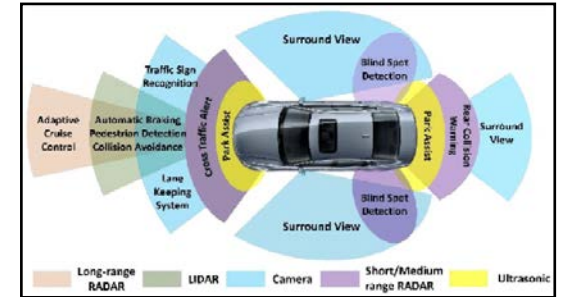 Surround View
Blind Spot
Detection
Traffic Sign
Recognition
Adaptive
Cruise
Control
Automatic Braking
Pedestrian Detection
Collision Avoidance
Cross Traffic Alert
Park Assist
Park Assist
Rear Collision
Warning
Surround
View
Lane
Keeping
System
Surround View
Blind Spot
Detection
Long-range
RADAR
LIDAR
Camera
Short/Medium
range RADAR
Ultrasonic